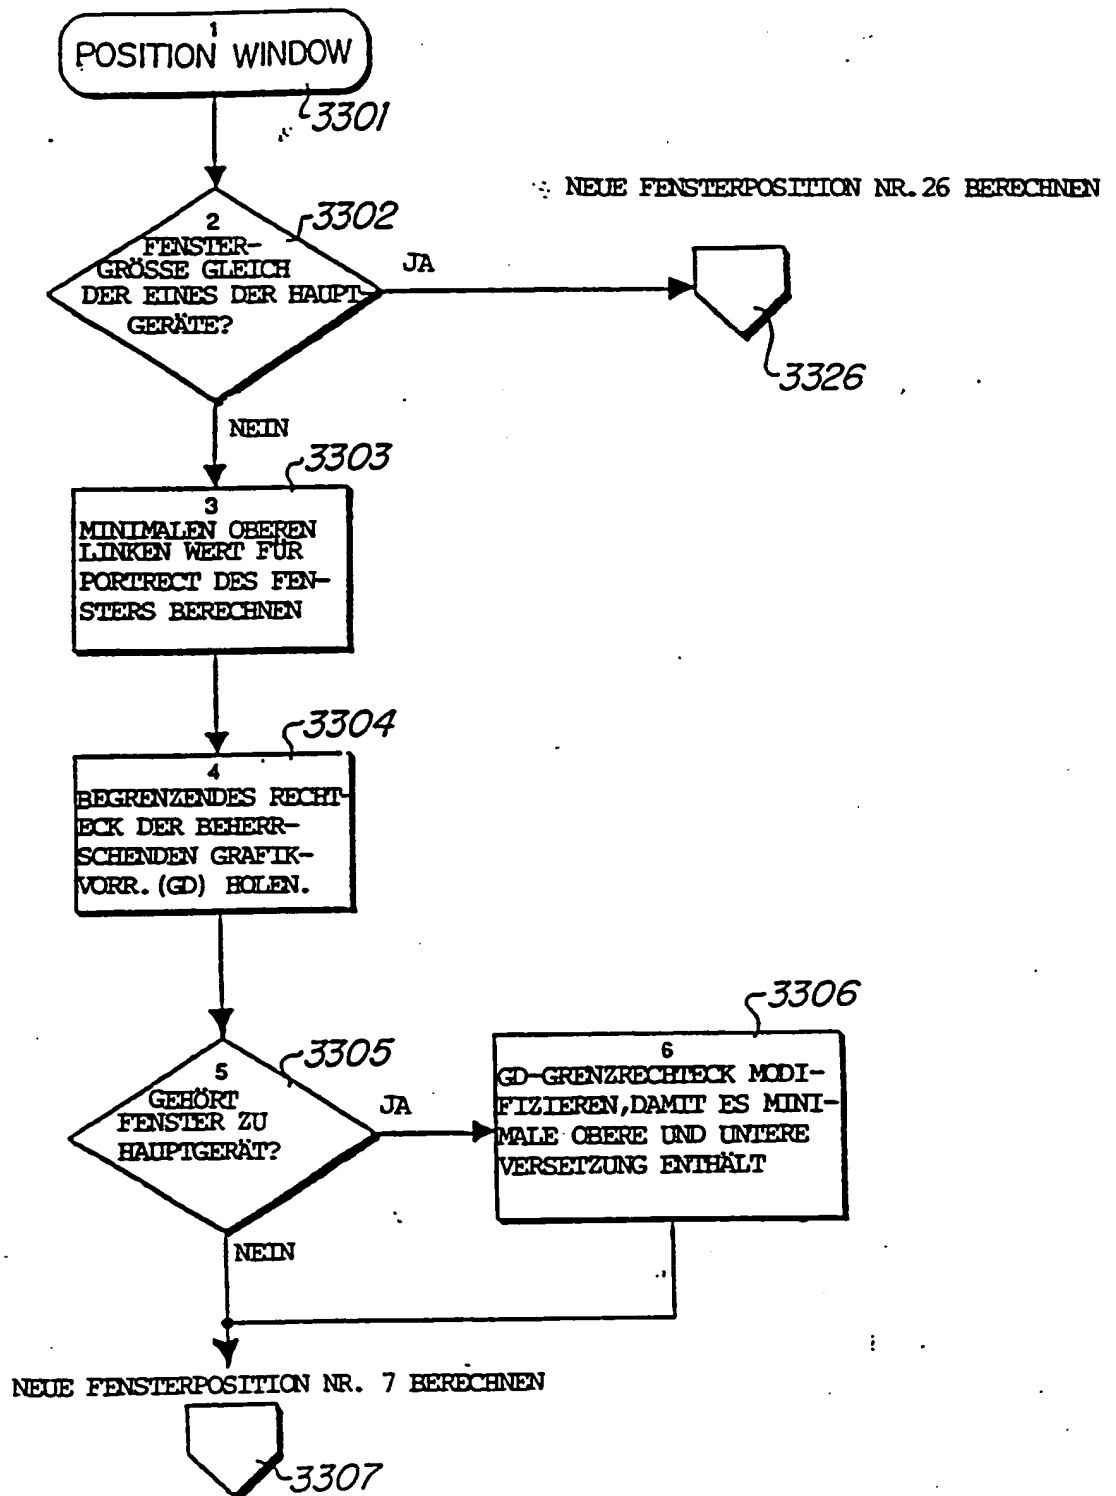 1
POSITION WINDOW
3301
NEUE FENSTERPOSITION NR.26 BERECHNEN
2
FENSTER-
GRÖSSE GLEICH
DER EINES DER HAUPT-
GERÄTE?
3302
JA
3326
NEIN
3303
3
MINIMALEN OBEREN
LINKEN WERT FÜR
PORTRECT DES FEN-
STERS BERECHNEN
3304
4
BEGRENZENDES RECHT-
ECK DER BEHERR-
SCHENDEN GRAFIK-
VORR.(GD) HOLEN.
3305
5
GEHÖRT
FENSTER ZU
HAUPTGERÄT?
JA
3306
6
GD-GRENZRECHTECK MODI-
FIZIEREN, DAMIT ES MINI-
MALE OBERE UND UNTERE
VERSETZUNG ENTHÄLT
NEIN
NEUE FENSTERPOSITION NR. 7 BERECHNEN
3307